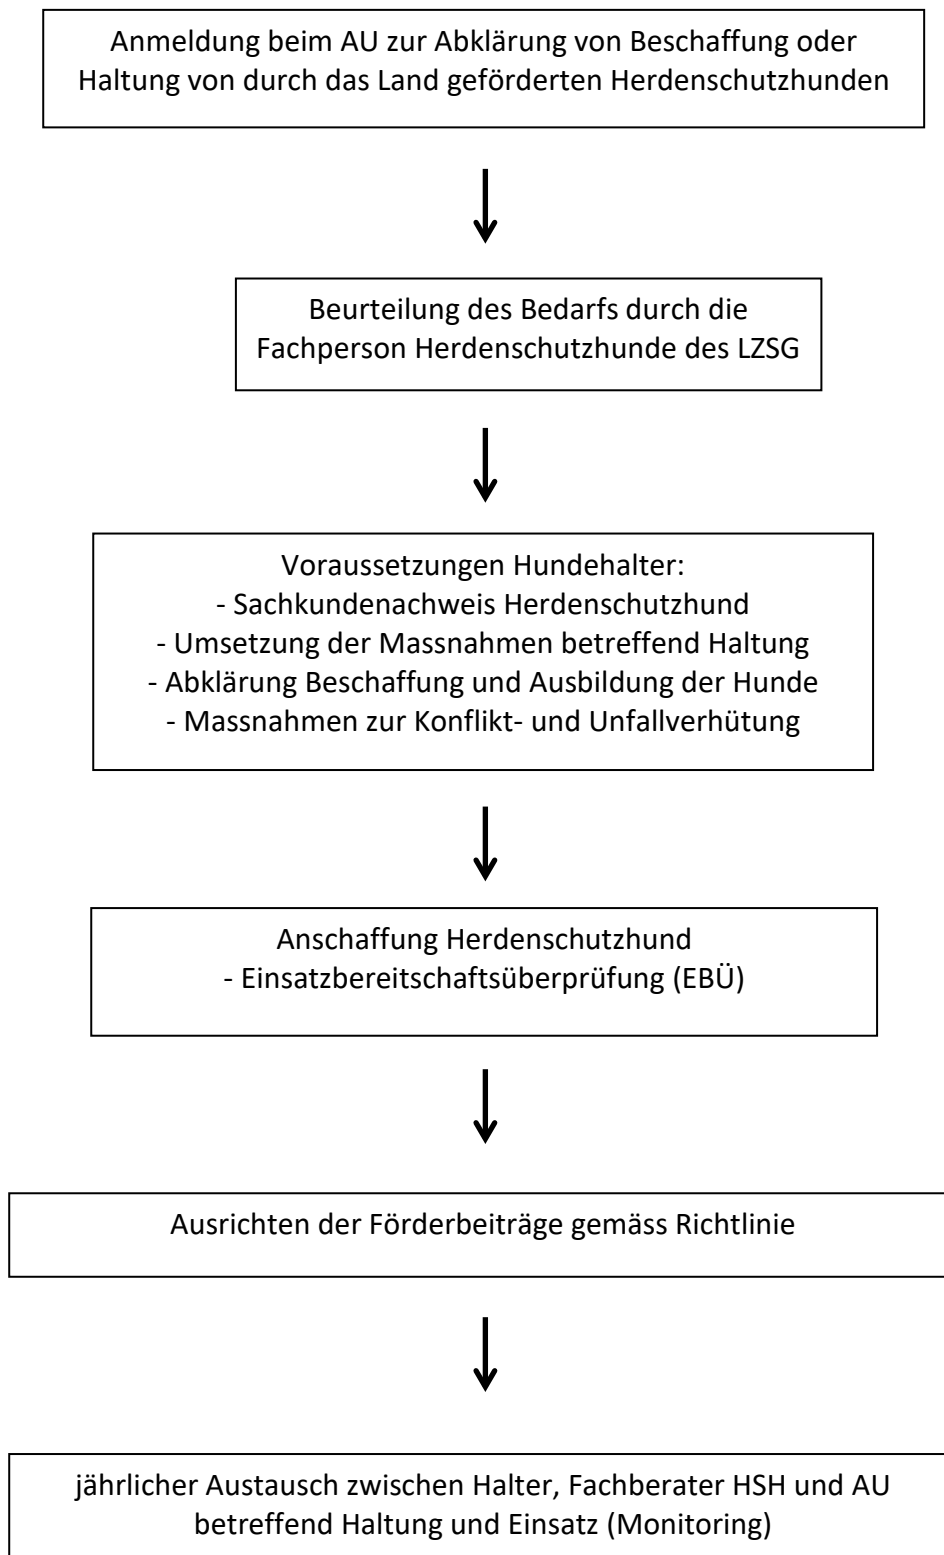 Anmeldung beim AU zur Abklärung von Beschaffung oder
Haltung von durch das Land geförderten Herdenschutzhunden
Beurteilung des Bedarfs durch die
Fachperson Herdenschutzhunde des LZSG
Voraussetzungen Hundehalter:
- Sachkundenachweis Herdenschutzhund
- Umsetzung der Massnahmen betreffend Haltung
- Abklärung Beschaffung und Ausbildung der Hunde
- Massnahmen zur Konflikt- und Unfallverhütung
Anschaffung Herdenschutzhund
- Einsatzbereitschaftsüberprüfung (EBÜ)
Ausrichten der Förderbeiträge gemäss Richtlinie
jährlicher Austausch zwischen Halter, Fachberater HSH und AU
betreffend Haltung und Einsatz (Monitoring)